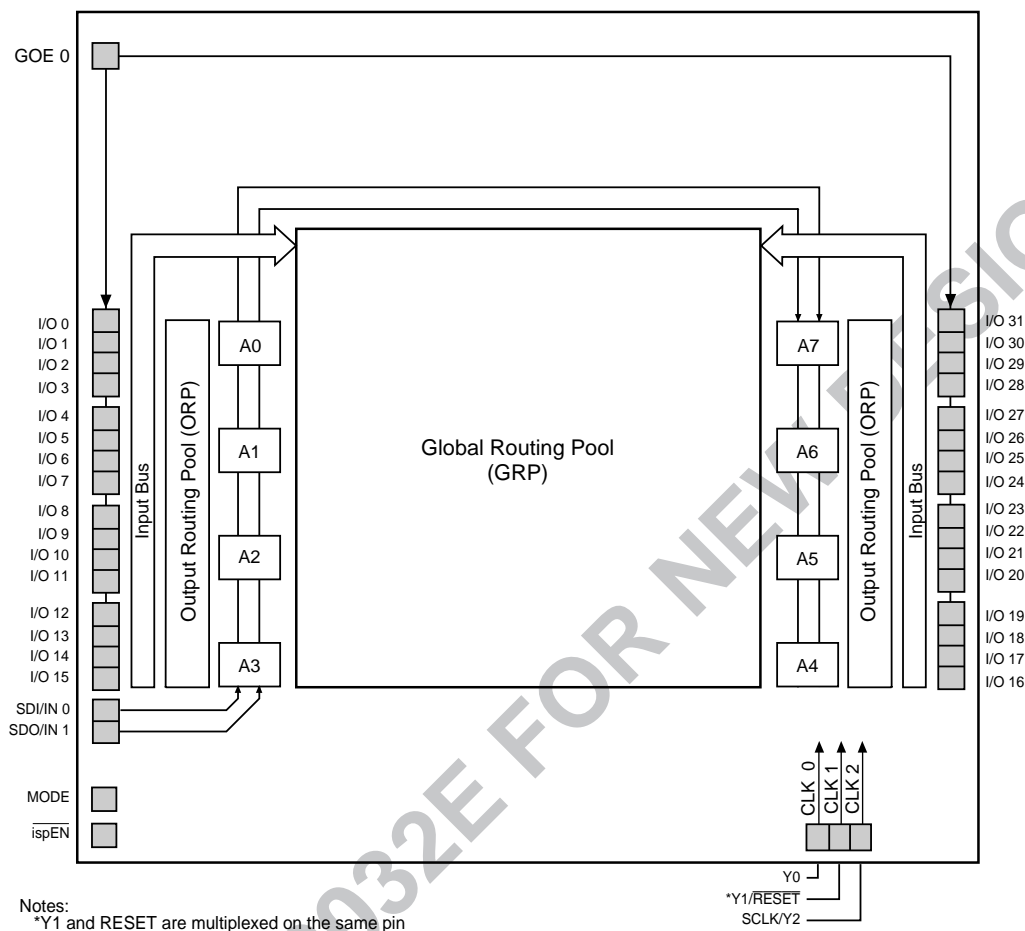 GOE 0
I/O 0
I/O 1
I/O 2
I/O 3
I/O 4
I/O 5
I/O 6
I/O 7
I/O 8
I/O 9
I/O 10
I/O 11
I/O 12
I/O 13
I/O 14
I/O 15
SDI/IN 0
SDO/IN 1
MODE
ispEN
Input Bus
Output Routing Pool (ORP)
A0
A1
A2
A3
Global Routing Pool
(GRP)
A7
A6
A5
A4
Output Routing Pool (ORP)
Input Bus
I/O 31
I/O 30
I/O 29
I/O 28
I/O 27
I/O 26
I/O 25
I/O 24
I/O 23
I/O 22
I/O 21
I/O 20
I/O 19
I/O 18
I/O 17
I/O 16
CLK 0
CLK 1
CLK 2
Y0
*Y1/RESET
SCLK/Y2
Notes:
*Y1 and RESET are multiplexed on the same pin
032E FOR NEW DESIG